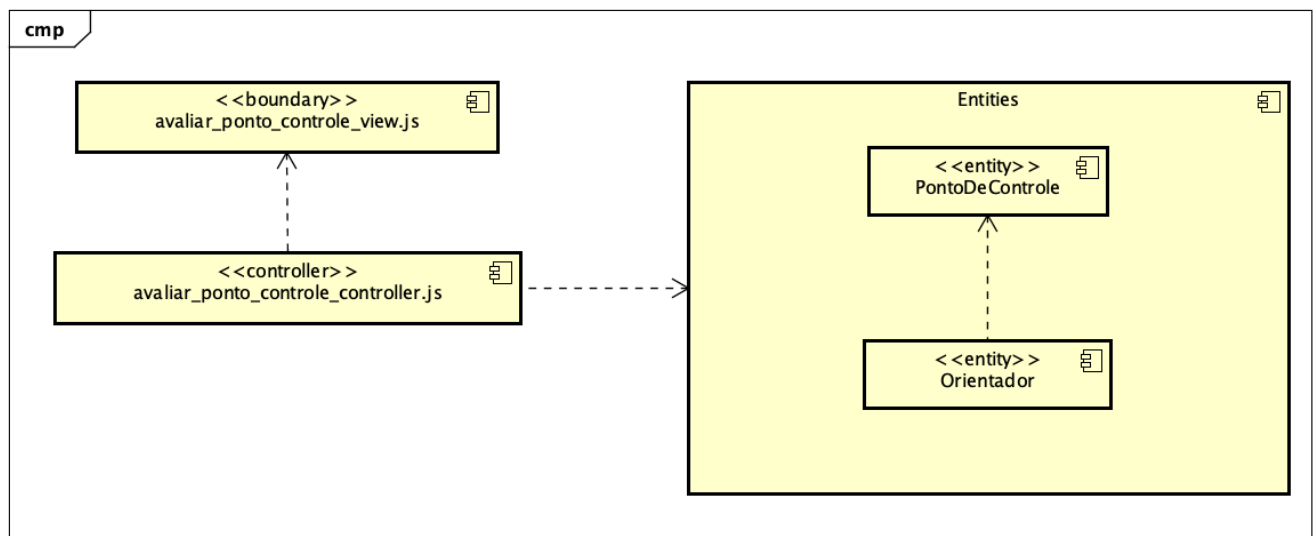 cmp
<<boundary>>
avaliar_ponto_controle_view.js
<<controller>>
avaliar_ponto_controle_controller.js
Entities
<<entity>>
PontoDeControle
<<entity>>
Orientador